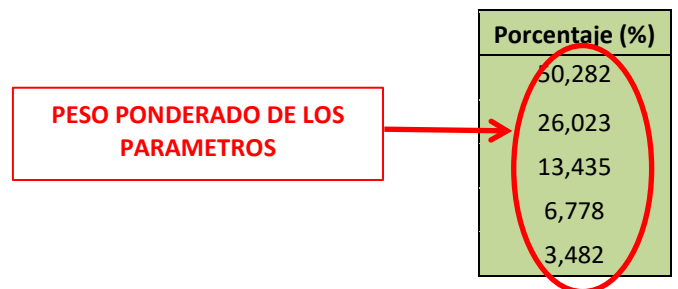 Porcentaje (%)
50,282
PESO PONDERADO DE LOS
PARAMETROS
26,023
13,435
6,778
3,482